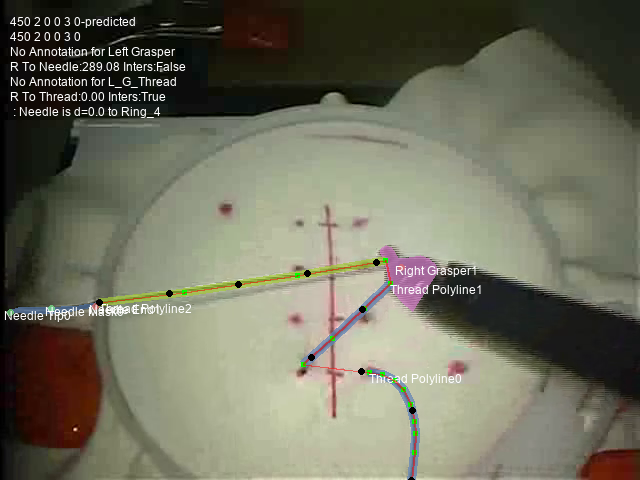 450 2 0 0 3 0-predicted
450 2 0 0 3 0
No Annotation for Left Grasper
R To Needle:289.08 Inters:False
No Annotation for L_G_Thread
R To Thread:0.00 Inters:True
: Needle is d=0.0 to Ring_4
Right Grasper1
Thread Polyline1
Needle Tip0
Polyline2
Thread Polyline0